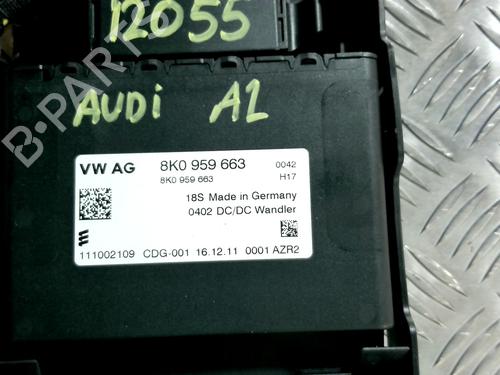 12055
AUDi A1
B-PARTS
VW AG 8K0 959 663 0042
8K0 959 663 H17
18S Made in Germany
0402 DC/DC Wandler
111002109 CDG-001 16.12.11 0001 AZR2